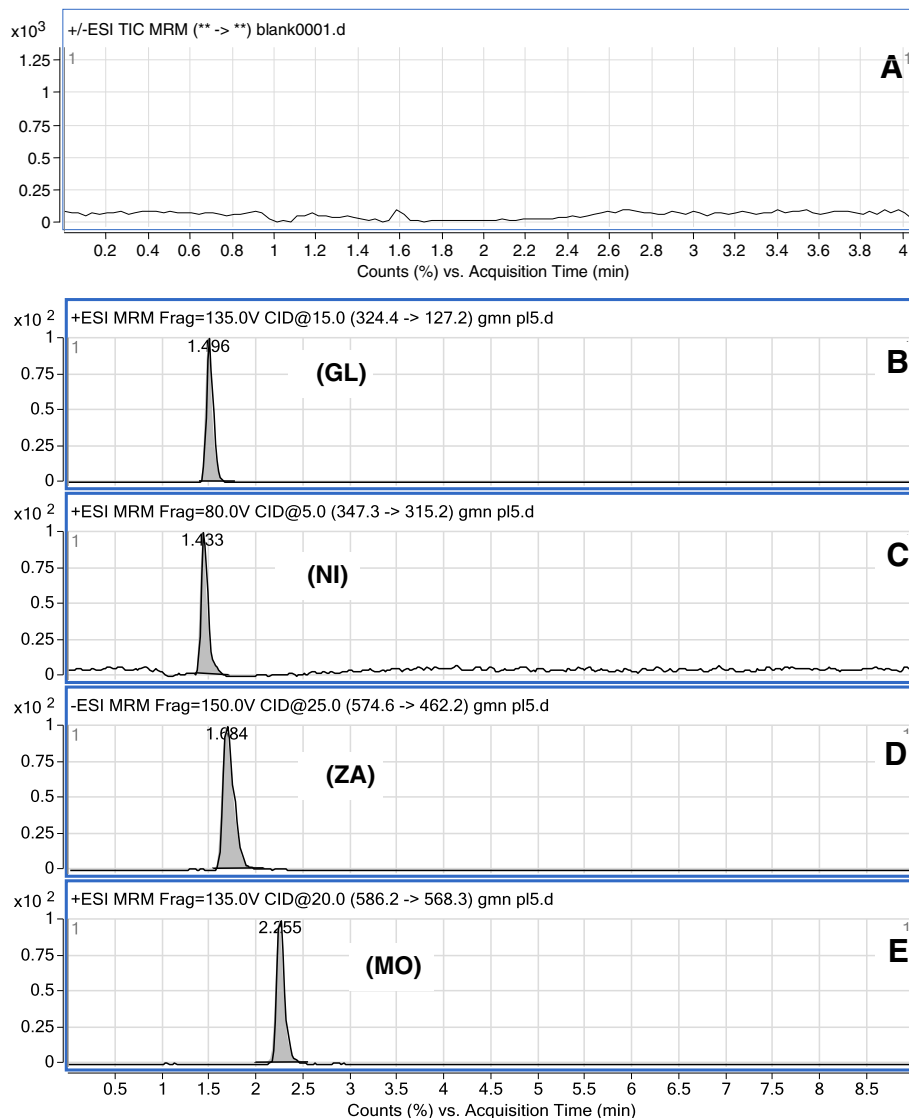 x10³
+/-ESI TIC MRM (** -> **) blank0001.d
1 1
A
1.25
1
0.75
0.5
0.25
0
0.2 0.4 0.6 0.8 1 1.2 1.4 1.6 1.8 2 2.2 2.4 2.6 2.8 3 3.2 3.4 3.6 3.8 4
Counts (%) vs. Acquisition Time (min)
x10 2
+ESI MRM Frag=135.0V CID@15.0 (324.4 -> 127.2) gmn pl5.d
1
1
1.496
(GL)
B
0.75
0.5
0.25
0
x10 2
+ESI MRM Frag=80.0V CID@5.0 (347.3 -> 315.2) gmn pl5.d
1
1
1.433
(NI)
C
0.75
0.5
0.25
0
x10 2
-ESI MRM Frag=150.0V CID@25.0 (574.6 -> 462.2) gmn pl5.d
1
1 1
1.684
(ZA)
D
0.75
0.5
0.25
0
x10 2
+ESI MRM Frag=135.0V CID@20.0 (586.2 -> 568.3) gmn pl5.d
1
1 1
2.255
(MO)
E
0.75
0.5
0.25
0
0.5 1 1.5 2 2.5 3 3.5 4 4.5 5 5.5 6 6.5 7 7.5 8 8.5
Counts (%) vs. Acquisition Time (min)